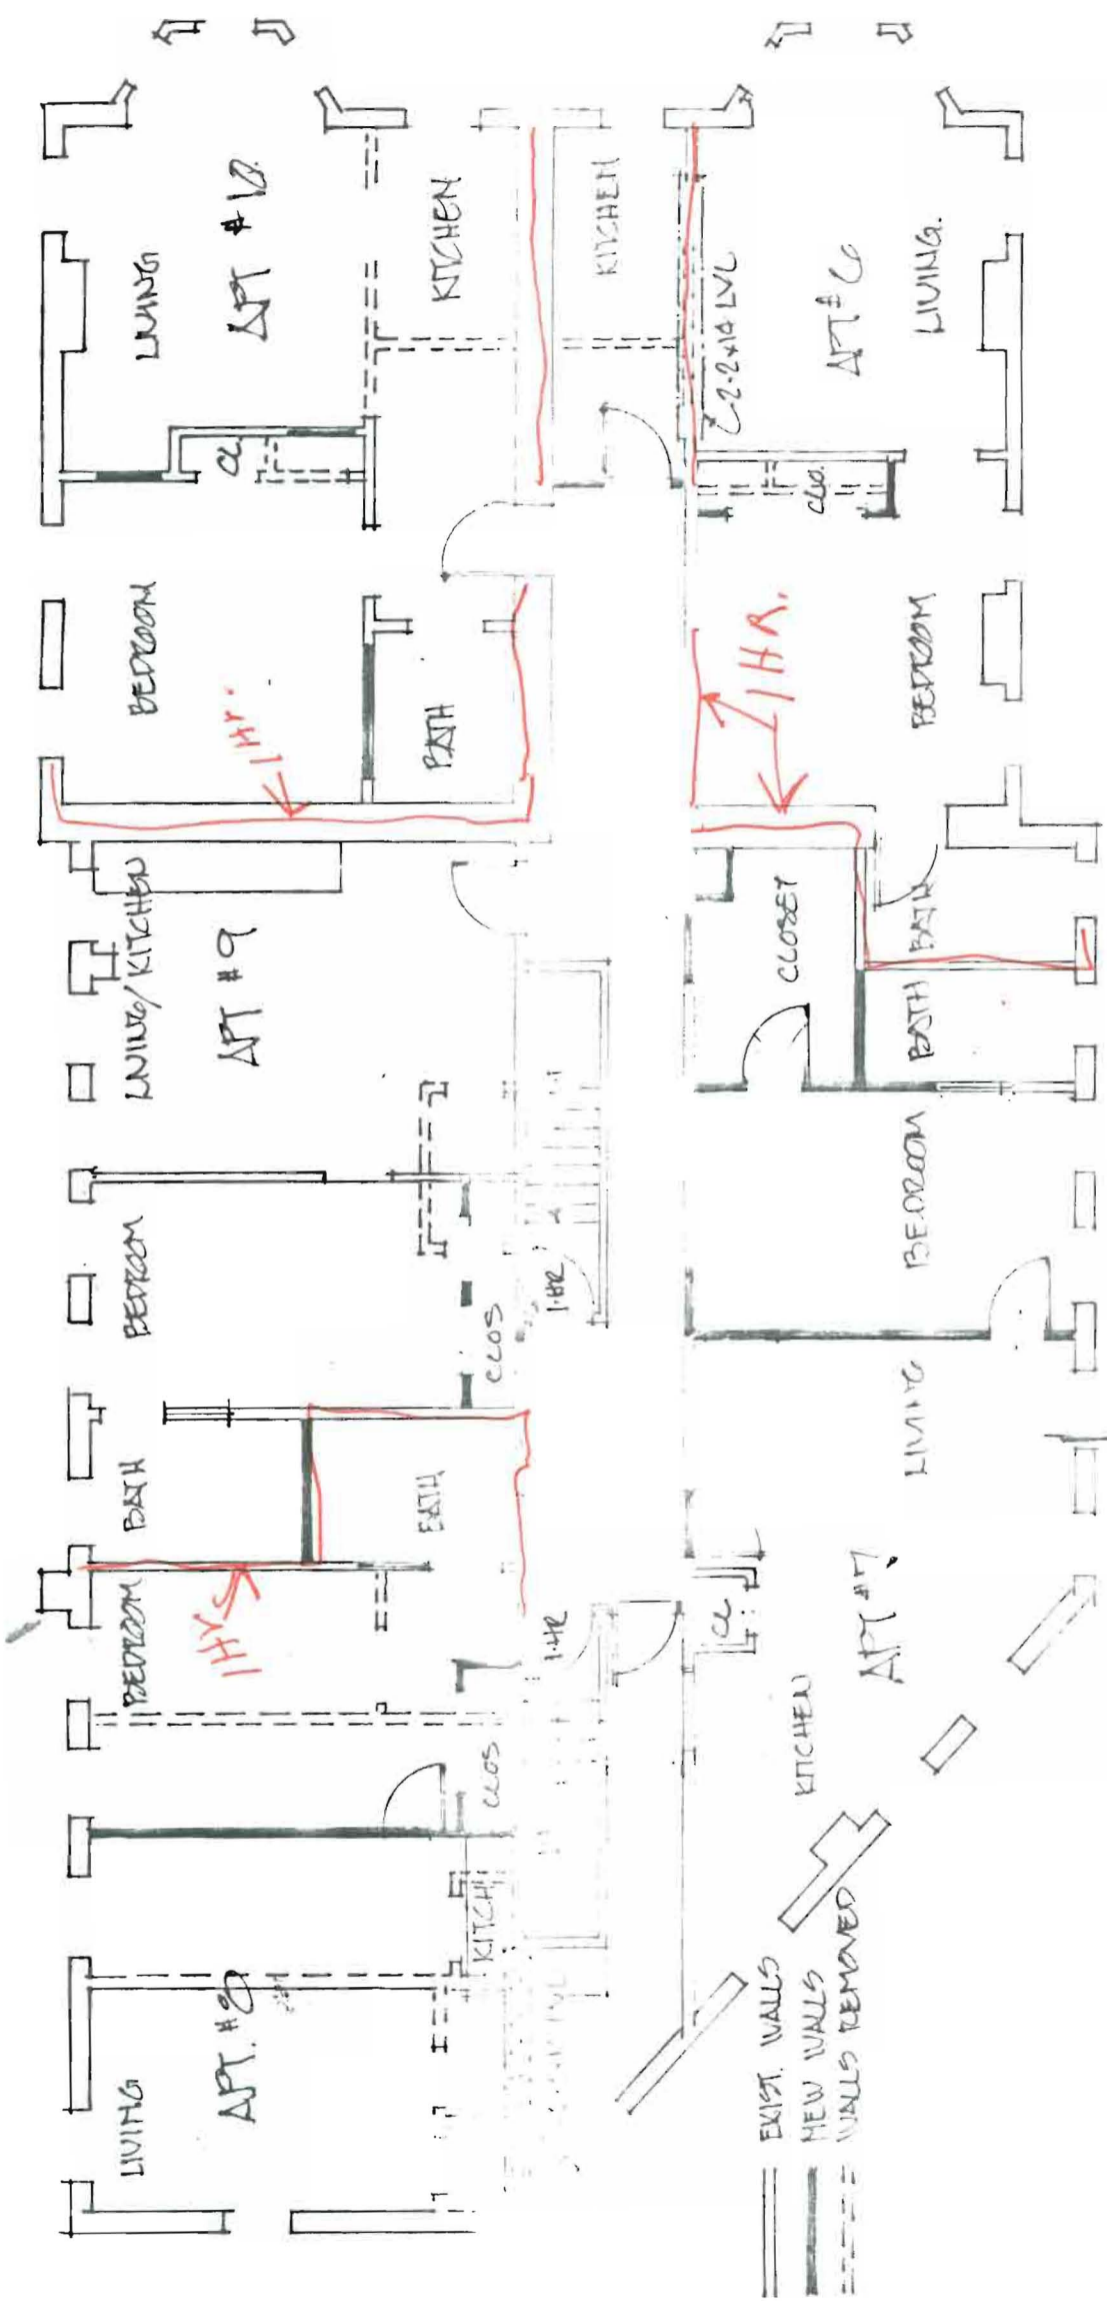 LIVING
APT. #8
KITCH
CLOS
BEDROOM
1 Hr
BATH
BATH
BEDROOM
CLOS
1-HR
1-HR
LIVING/KITCHEN
APT #9
1 Hr.
BEDROOM
BATH
CL
LIVING
APT #10.
KITCHEN
KITCHEN
2-2x14 LVL
APT #6
LIVING.
CLO.
BEDROOM
1 HR.
CLOSET
BATH
BATH
BEDROOM
LIVING
CL
APT #7.
KITCHEN
EXIST. WALLS
NEW WALLS
WALLS REMOVED